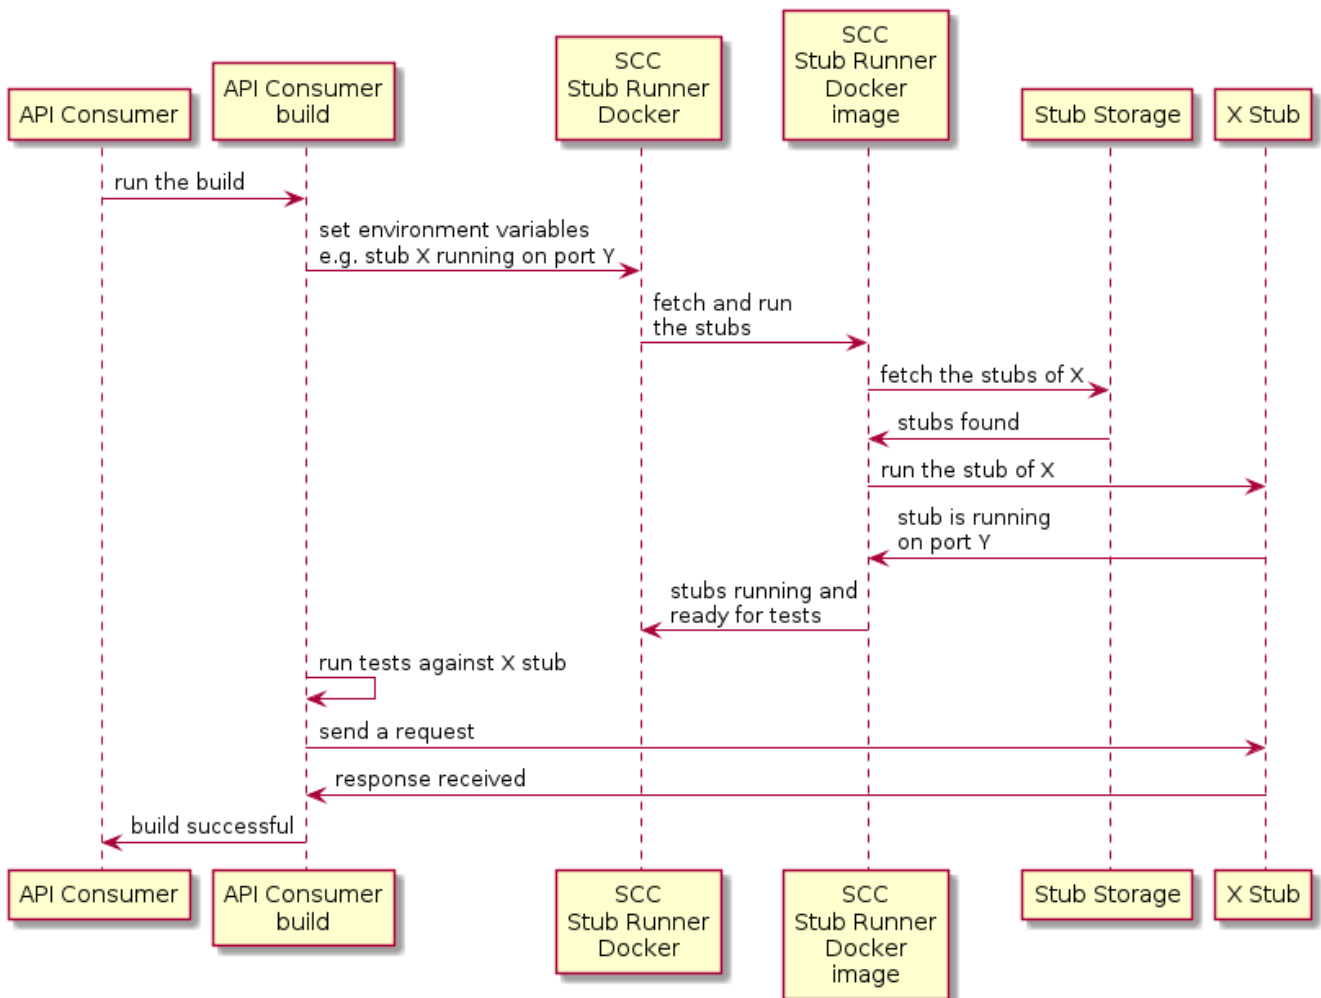 API Consumer
API Consumer
build
SCC
Stub Runner
Docker
SCC
Stub Runner
Docker
image
Stub Storage
X Stub
run the build
set environment variables
e.g. stub X running on port Y
fetch and run
the stubs
fetch the stubs of X
stubs found
run the stub of X
stub is running
on port Y
stubs running and
ready for tests
run tests against X stub
send a request
response received
build successful
API Consumer
API Consumer
build
SCC
Stub Runner
Docker
SCC
Stub Runner
Docker
image
Stub Storage
X Stub